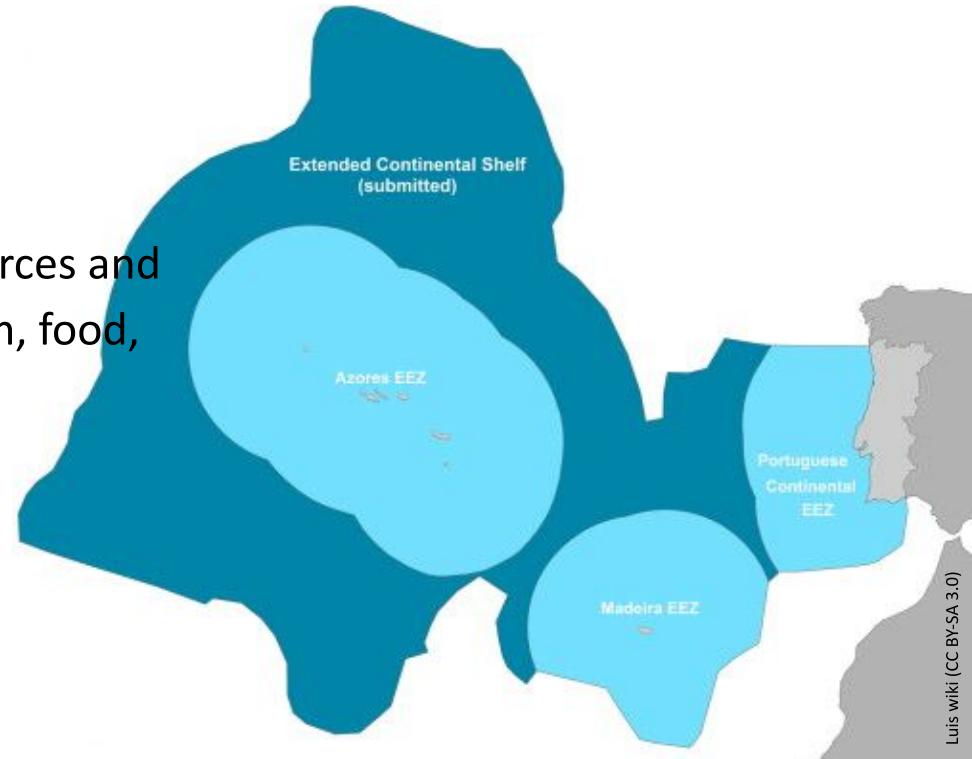 Extended Continental Shelf
(submitted)
rces and
n, food,
Azores EEZ
Portuguese
Continental
EEZ
Madeira EEZ
Luis wiki (CC BY-SA 3.0)